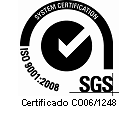 SYSTEM CERTIFICATION
ISO 9001:2008
SGS
Certificado CO06/1248